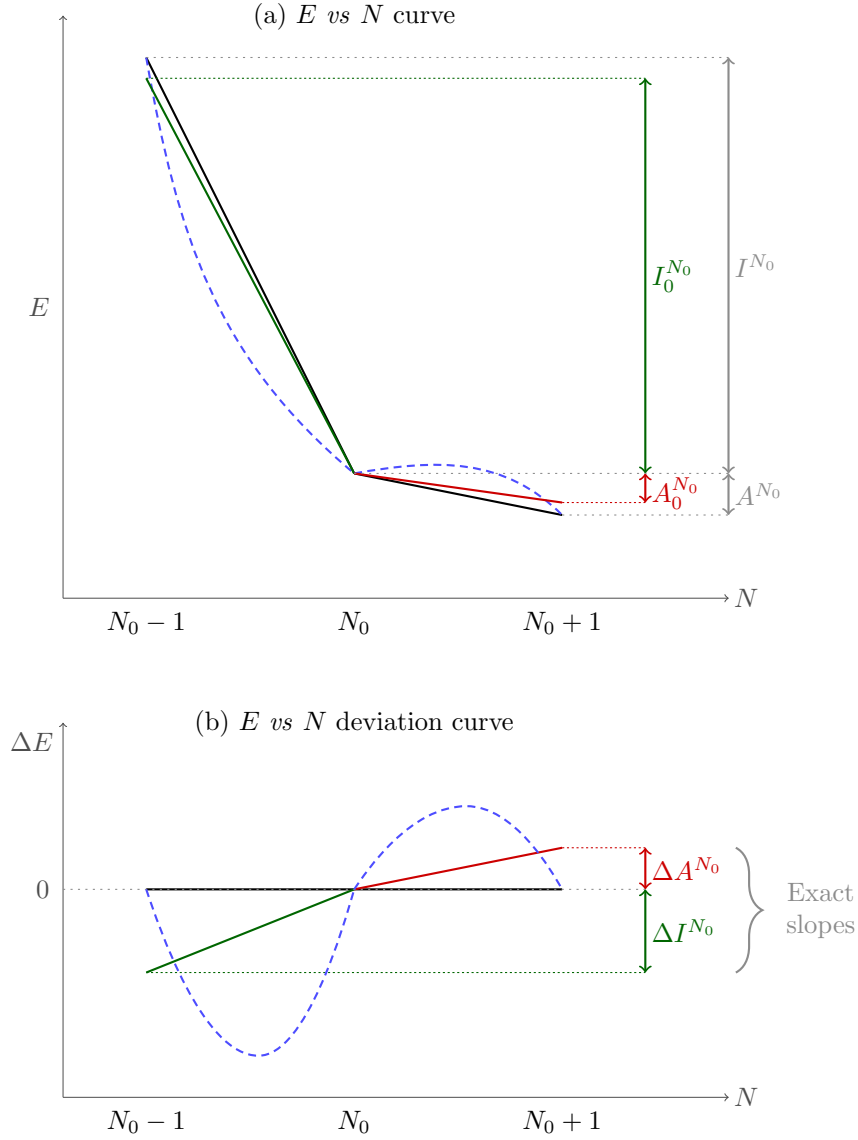 (a) E vs N curve
E
I_0^{N_0}
I^{N_0}
A_0^{N_0}
A^{N_0}
N
N_0 − 1
N_0
N_0 + 1
(b) E vs N deviation curve
ΔE
0
ΔA^{N_0}
ΔI^{N_0}
Exact
slopes
N
N_0 − 1
N_0
N_0 + 1